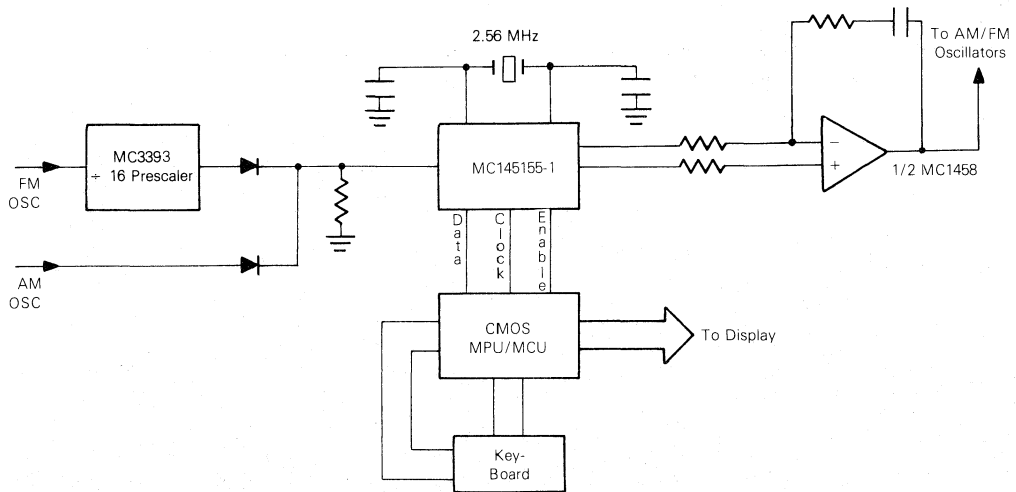 2.56 MHz
To AM/FM
Oscillators
MC3393
÷ 16 Prescaler
FM
OSC
MC145155-1
−
+
1/2 MC1458
Data
Clock
Enable
AM
OSC
CMOS
MPU/MCU
To Display
Key-
Board